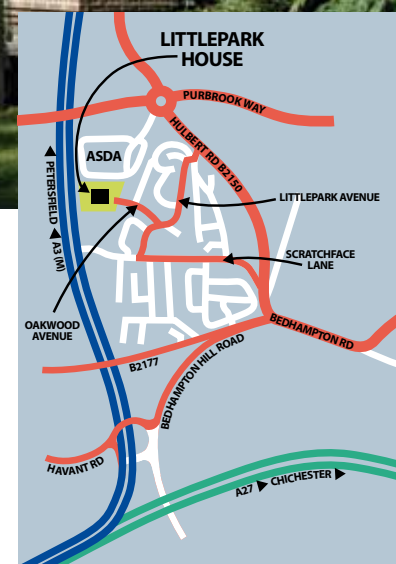 LITTLEPARK
HOUSE
PURBROOK WAY
HULBERT RD B2150
ASDA
◀ PETERSFIELD ◀ A3 (M)
LITTLEPARK AVENUE
SCRATCHFACE
LANE
OAKWOOD
AVENUE
BEDHAMPTON RD
B2177
BEDHAMPTON HILL ROAD
HAVANT RD
A27 ▶ CHICHESTER ▶